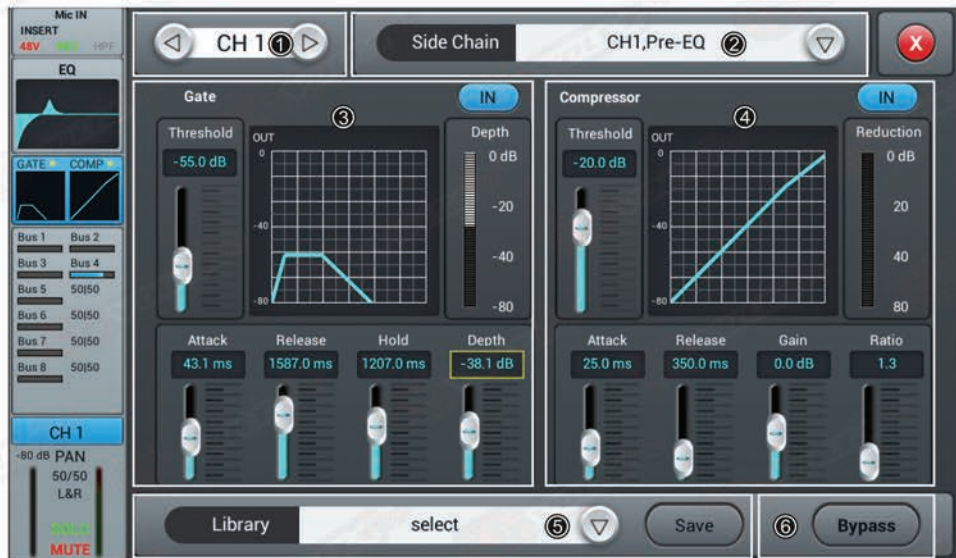 Mic IN
INSERT
48V HPF
EQ
GATE COMP
Bus 1 Bus 2
Bus 3 Bus 4
Bus 5 50|50
Bus 6 50|50
Bus 7 50|50
Bus 8 50|50
CH 1
-80 dB PAN
50/50
L&R
SOLO
MUTE
CH 1 ①
Side Chain CH1,Pre-EQ ②
X
Gate IN
③
Threshold
-55.0 dB
OUT
0
-40
-80
Depth
0 dB
-20
-40
-80
Attack Release Hold Depth
43.1 ms 1587.0 ms 1207.0 ms -38.1 dB
Compressor IN
④
Threshold
-20.0 dB
OUT
0
-40
-80
Reduction
0 dB
20
40
80
Attack Release Gain Ratio
25.0 ms 350.0 ms 0.0 dB 1.3
Library select ⑤ Save
⑥ Bypass